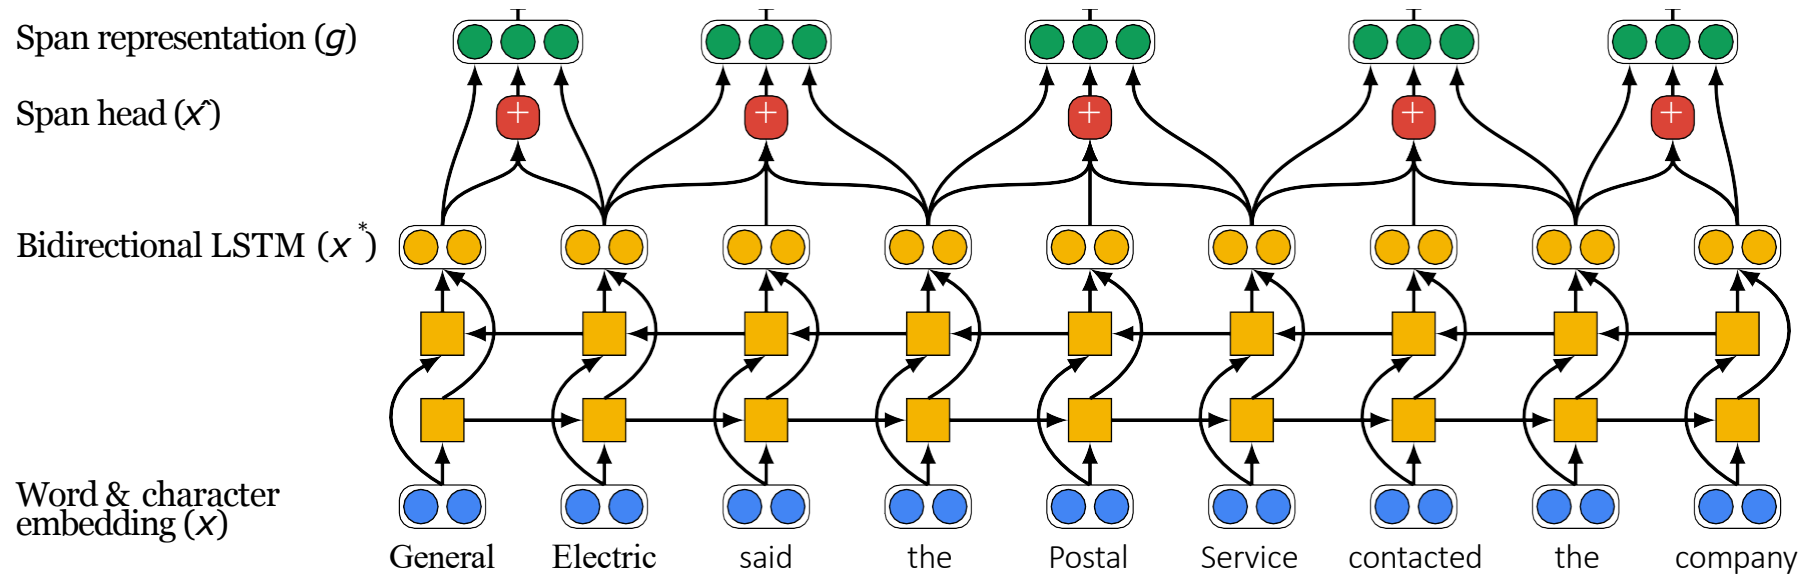 Span representation (g)
Span head (x̂)
+ + + + +
Bidirectional LSTM (x*)
Word & character
embedding (x)
General Electric said the Postal Service contacted the company